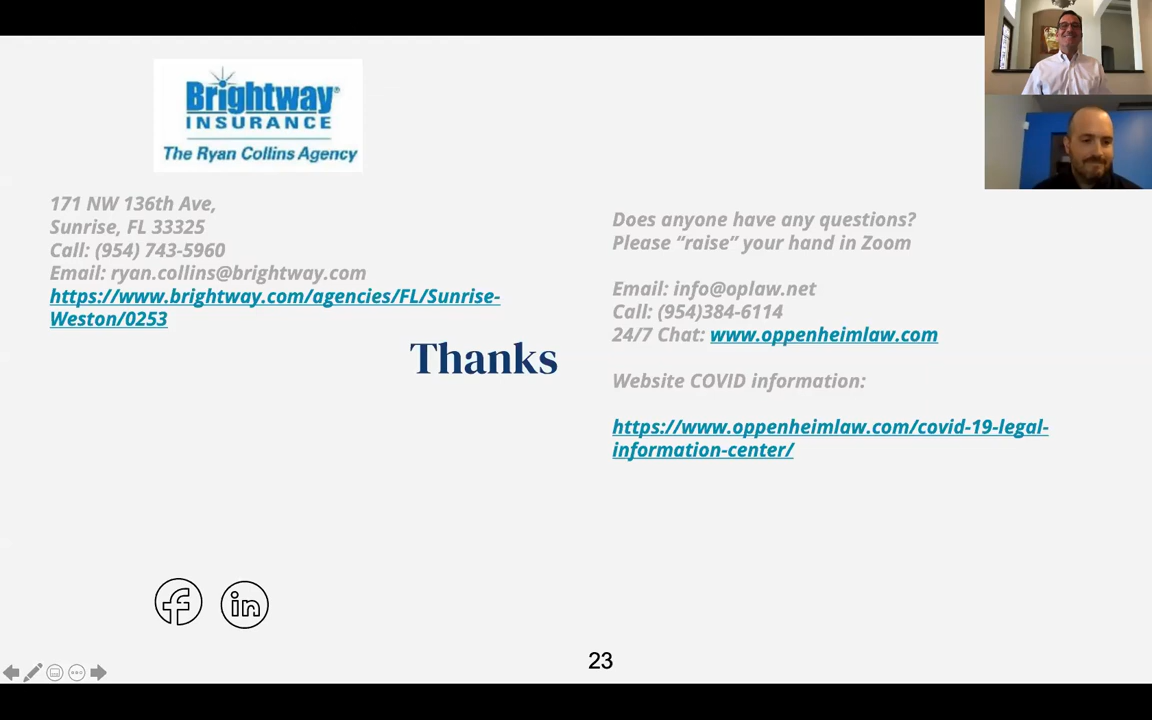 Brightway®
INSURANCE
The Ryan Collins Agency
171 NW 136th Ave,
Sunrise, FL 33325
Call: (954) 743-5960
Email: ryan.collins@brightway.com
https://www.brightway.com/agencies/FL/Sunrise-
Weston/0253
Thanks
Does anyone have any questions?
Please “raise” your hand in Zoom
Email: info@oplaw.net
Call: (954)384-6114
24/7 Chat: www.oppenheimlaw.com
Website COVID information:
https://www.oppenheimlaw.com/covid-19-legal-
information-center/
f in
23